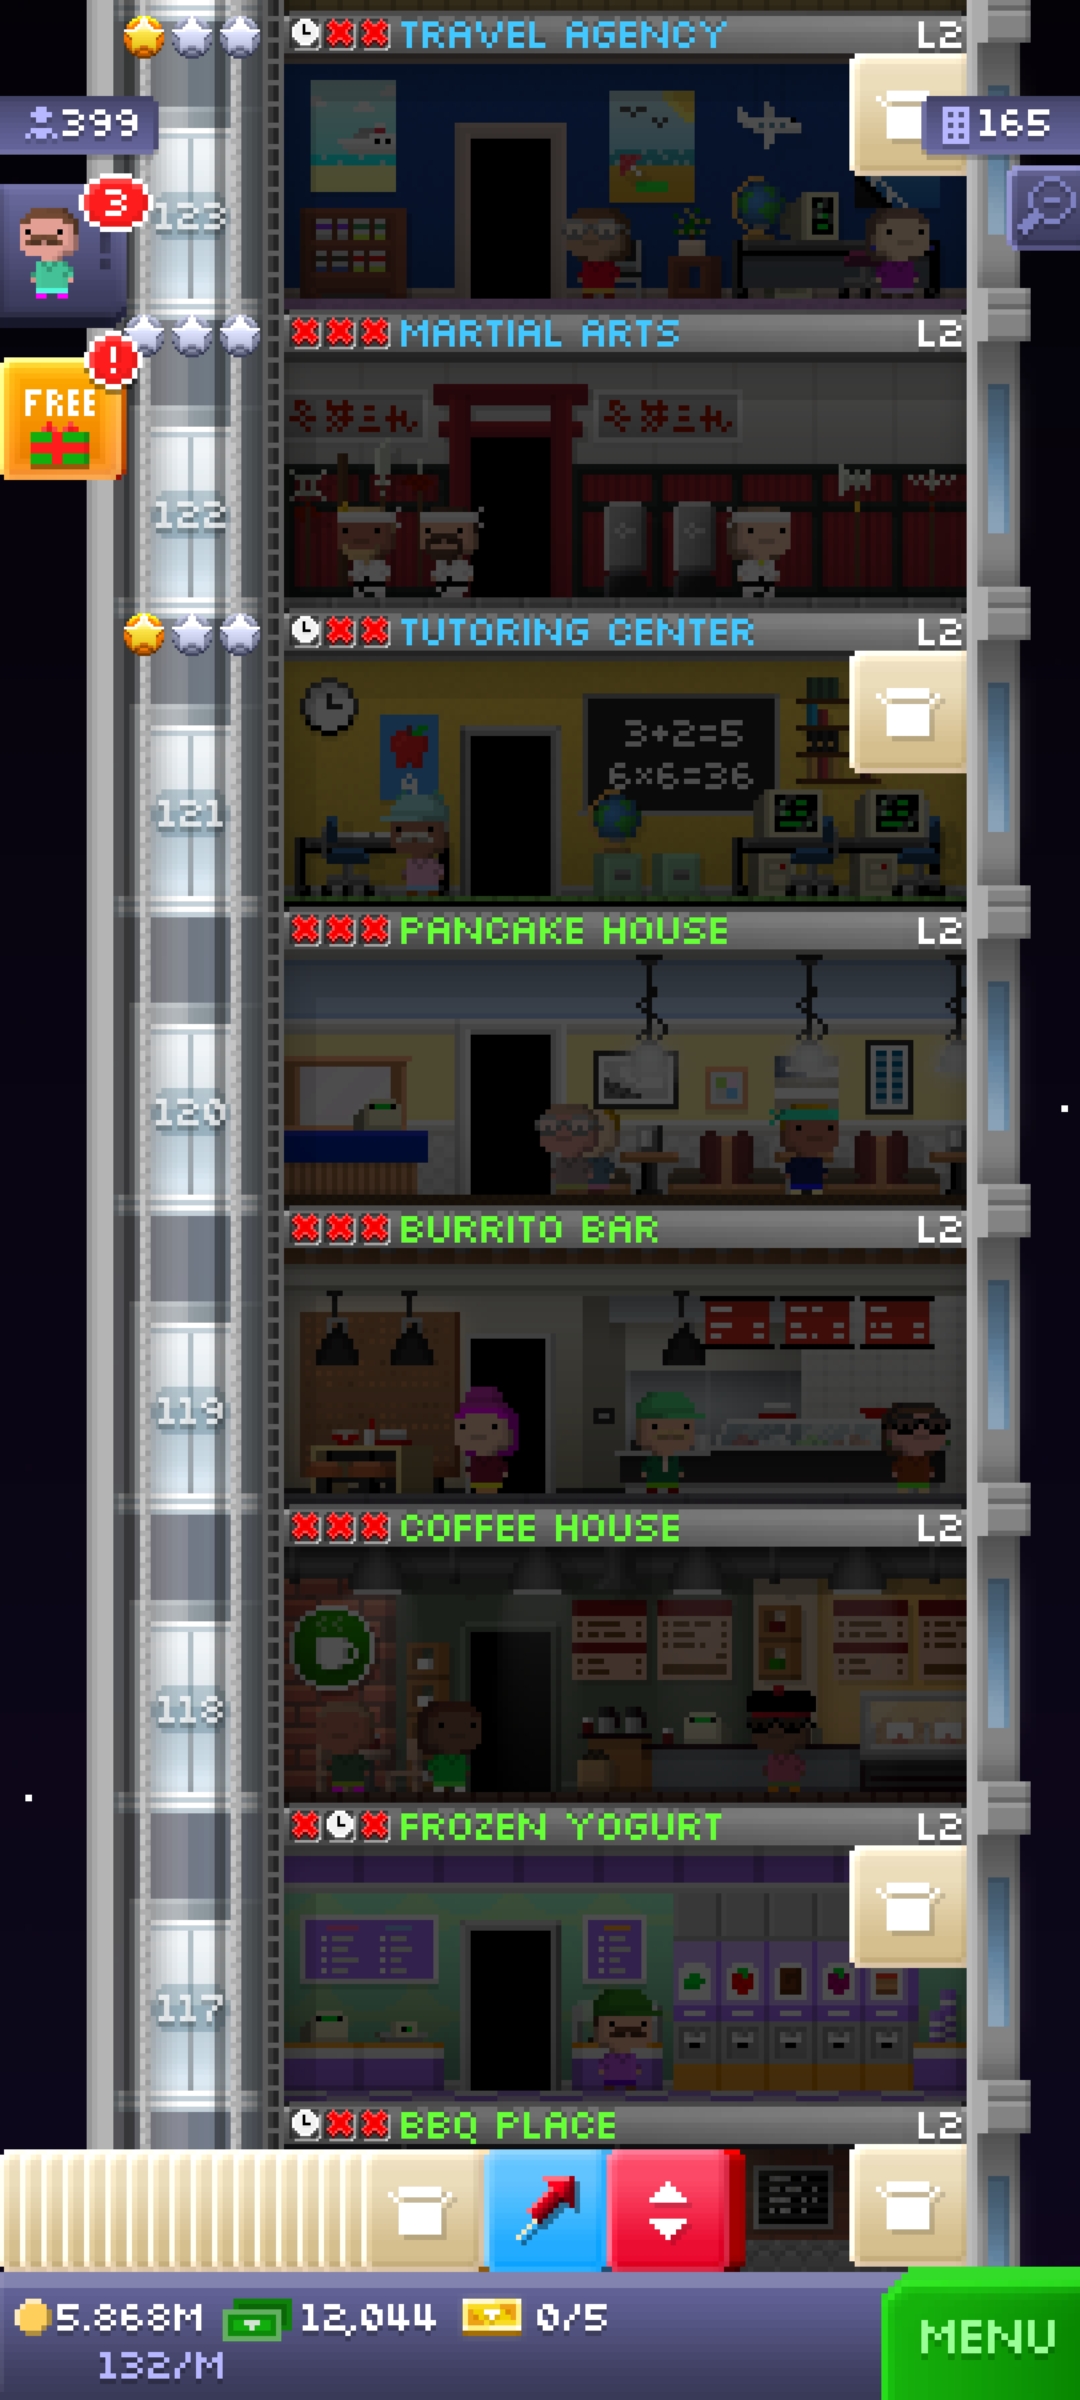 TRAVEL AGENCY L2
399
165
3
123
MARTIAL ARTS L2
!
FREE
122
TUTORING CENTER L2
3+2=5
6×6=36
121
PANCAKE HOUSE L2
120
BURRITO BAR L2
119
COFFEE HOUSE L2
118
FROZEN YOGURT L2
117
BBQ PLACE L2
5.868M 12,044 0/5
132/M
MENU